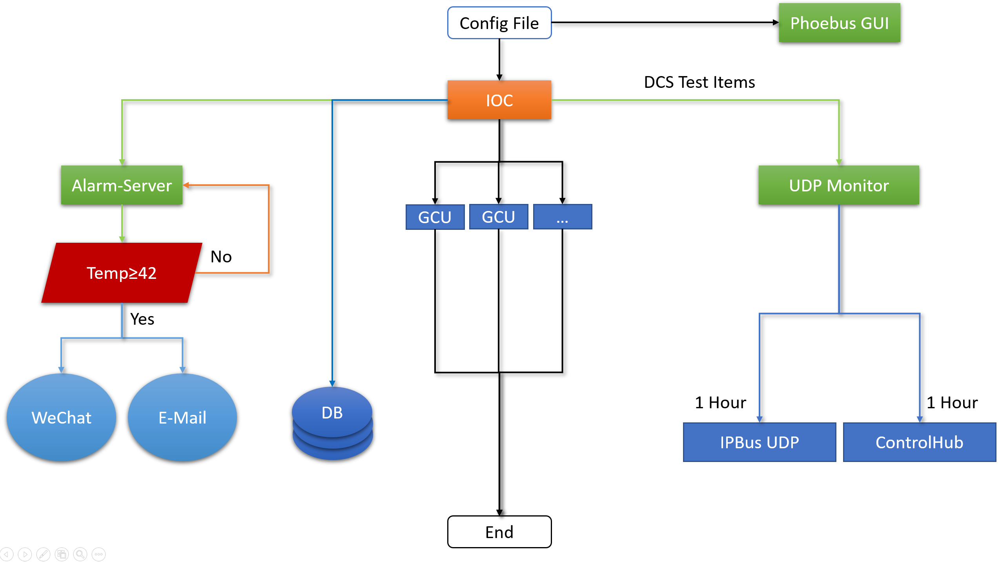 Config File
Phoebus GUI
DCS Test Items
IOC
Alarm-Server
UDP Monitor
GCU
GCU
...
No
Temp≥42
Yes
1 Hour
1 Hour
WeChat
E-Mail
DB
IPBus UDP
ControlHub
End